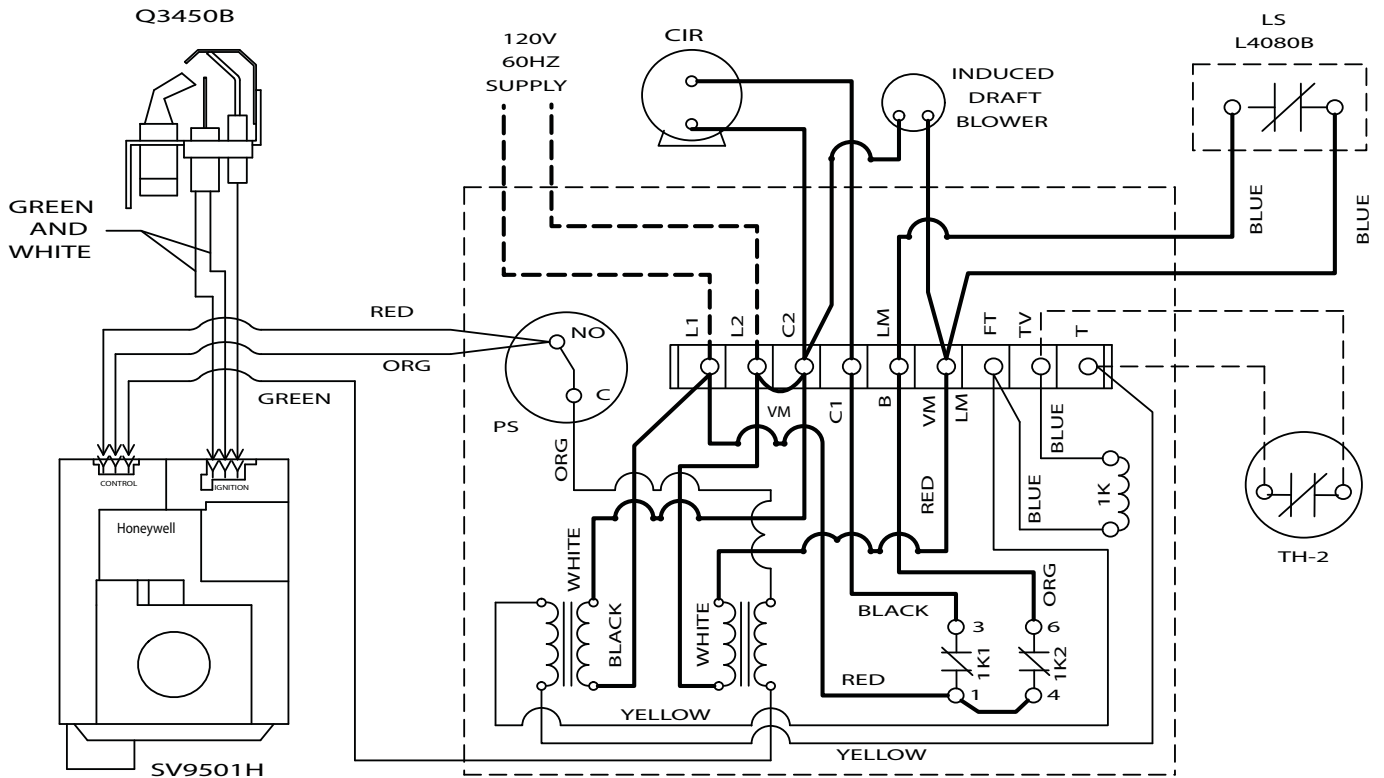 Q3450B
120V
60HZ
SUPPLY
CIR
INDUCED
DRAFT
BLOWER
LS
L4080B
GREEN
AND
WHITE
BLUE
BLUE
RED
ORG
GREEN
NO
C
PS
ORG
L1
L2
C2
LM
FT
TV
T
VM
C1
B
VM
LM
BLUE
BLUE
1K
RED
TH-2
CONTROL
IGNITION
Honeywell
SV9501H
WHITE
BLACK
WHITE
BLACK
ORG
3
6
1K1
1K2
1
4
RED
YELLOW
YELLOW